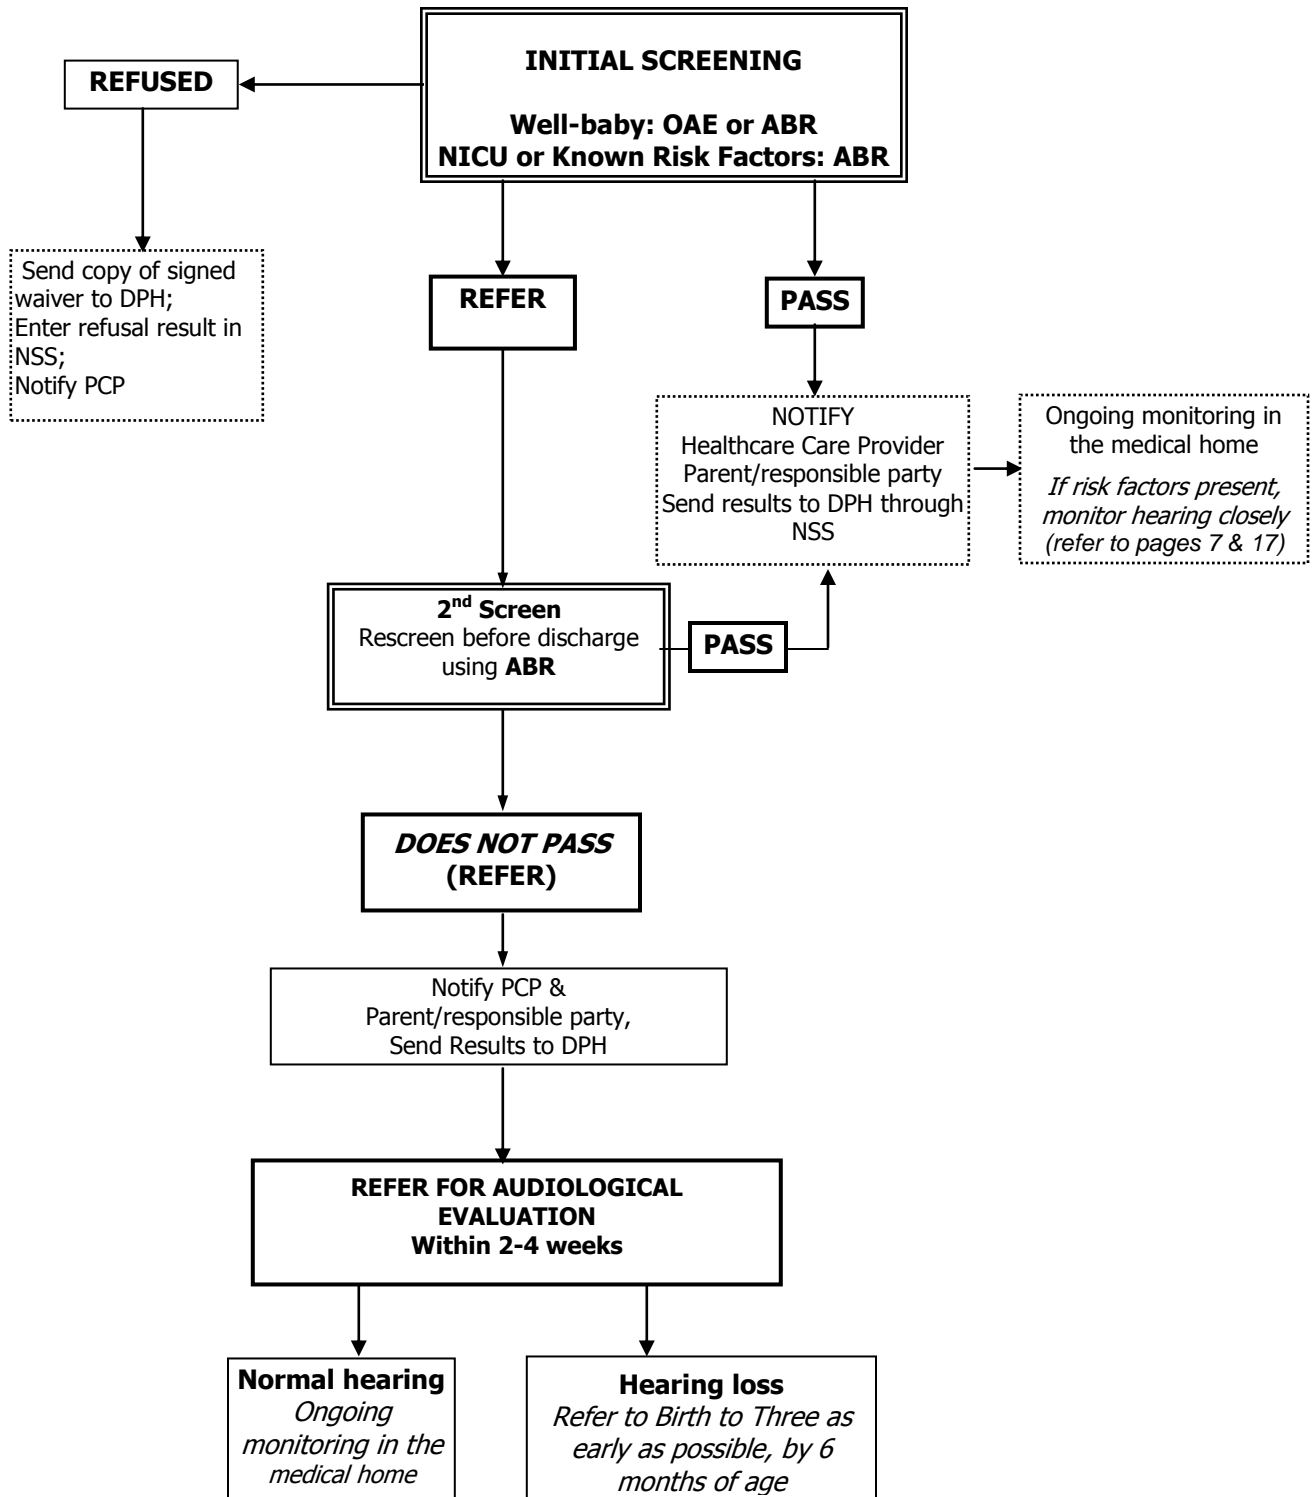 INITIAL SCREENING
Well-baby: OAE or ABR
NICU or Known Risk Factors: ABR
REFUSED
Send copy of signed
waiver to DPH;
Enter refusal result in
NSS;
Notify PCP
REFER
PASS
NOTIFY
Healthcare Care Provider
Parent/responsible party
Send results to DPH through
NSS
Ongoing monitoring in
the medical home
If risk factors present,
monitor hearing closely
(refer to pages 7 & 17)
2nd Screen
Rescreen before discharge
using ABR
PASS
DOES NOT PASS
(REFER)
Notify PCP &
Parent/responsible party,
Send Results to DPH
REFER FOR AUDIOLOGICAL
EVALUATION
Within 2-4 weeks
Normal hearing
Ongoing
monitoring in the
medical home
Hearing loss
Refer to Birth to Three as
early as possible, by 6
months of age